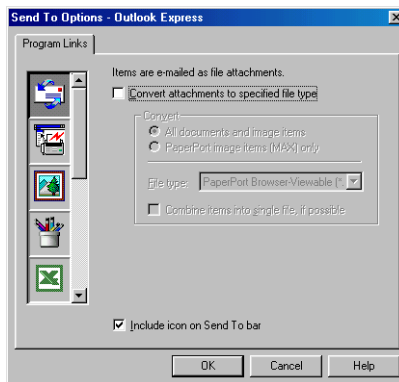 Send To Options - Outlook Express
Program Links
Items are e-mailed as file attachments.
Convert attachments to specified file type
Convert
All documents and image items
PaperPort image items (MAX) only
File type: PaperPort Browser-Viewable (*.
Combine items into single file, if possible
Include icon on Send To bar
OK Cancel Help